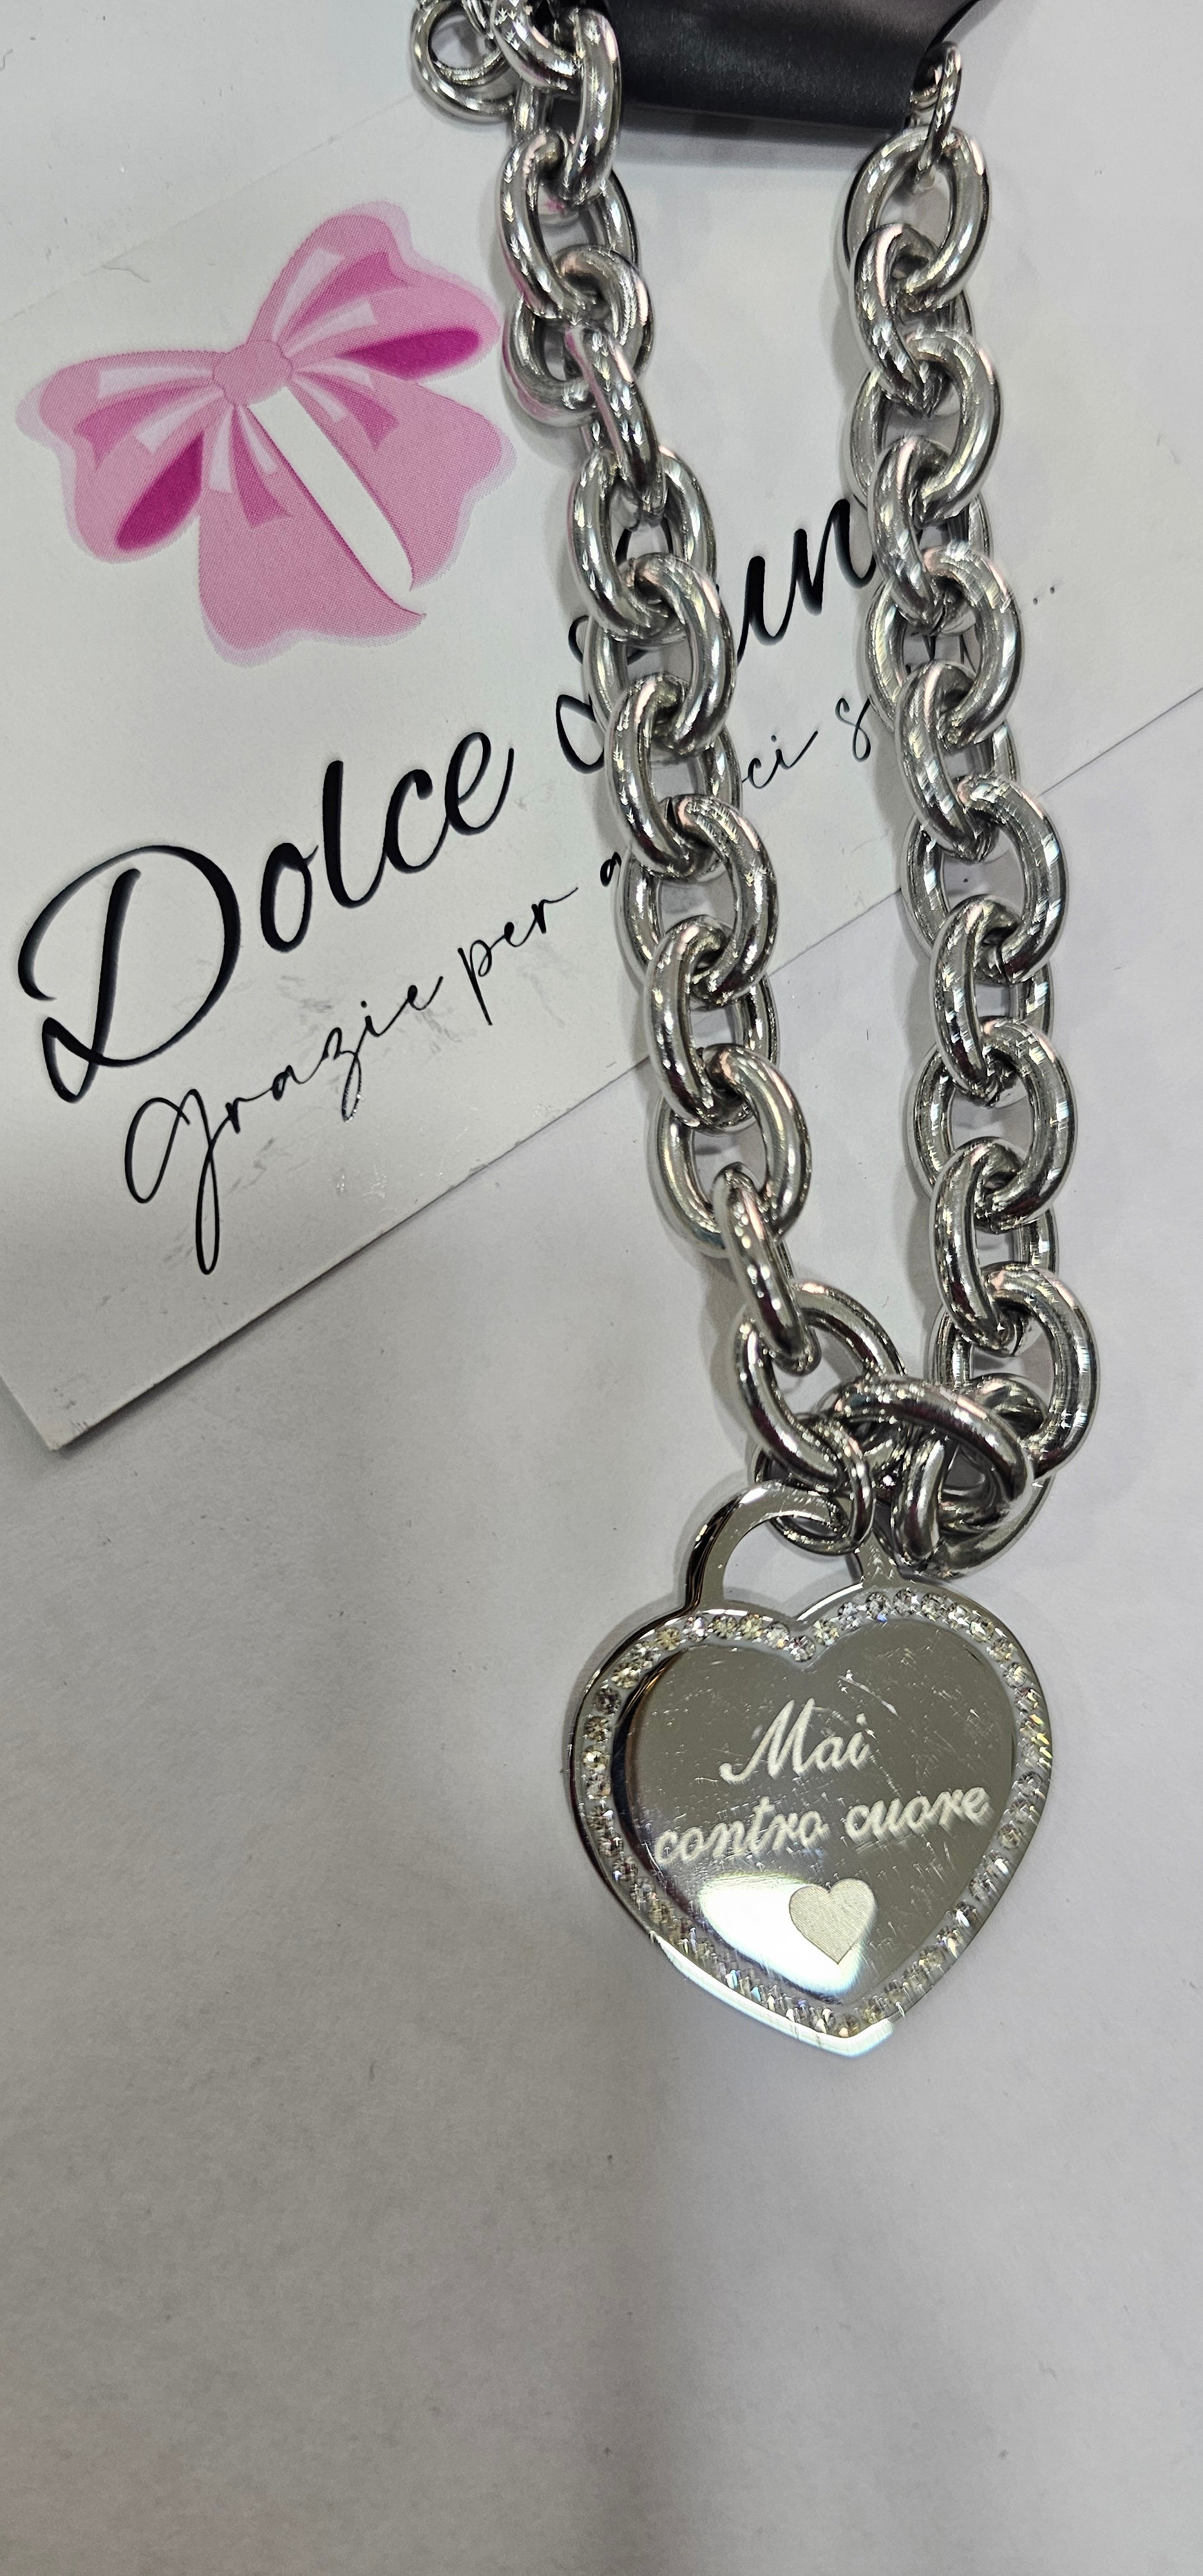 Dolce
Grazie per
Mai
contro cuore